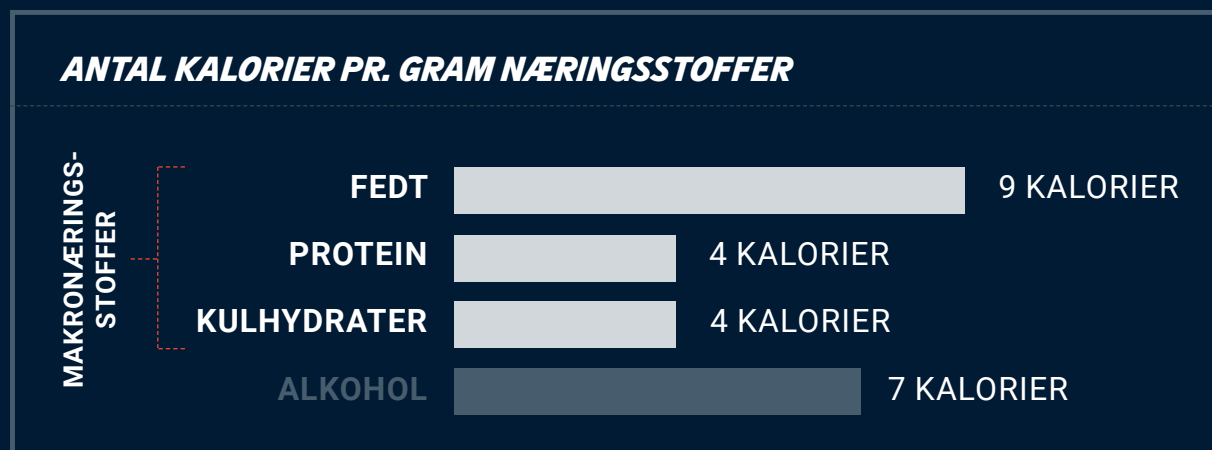 ANTAL KALORIER PR. GRAM NÆRINGSSTOFFER
MAKRONÆRINGS-
STOFFER
FEDT 9 KALORIER
PROTEIN 4 KALORIER
KULHYDRATER 4 KALORIER
ALKOHOL 7 KALORIER